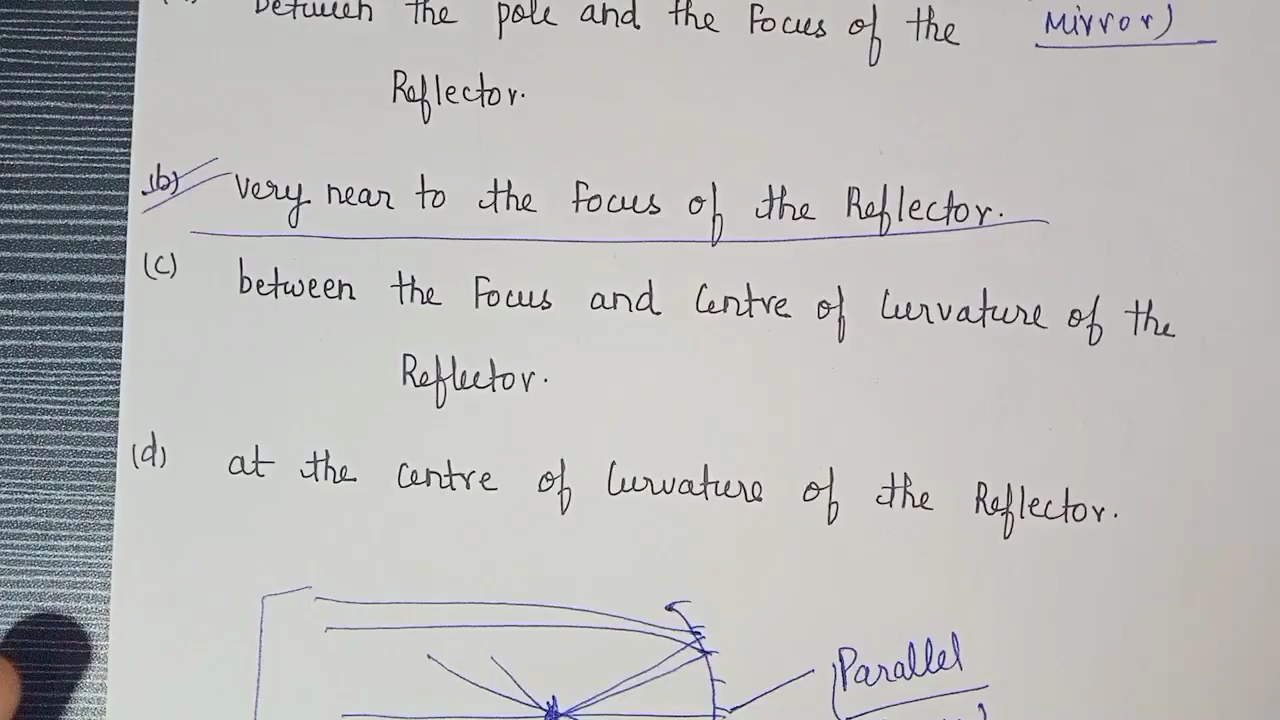 between the pole and the Focus of the Mirror)
Reflector.
(b) very near to the Focus of the Reflector.
(c) between the Focus and Centre of Curvature of the
Reflector.
(d) at the centre of Curvature of the Reflector.
Parallel